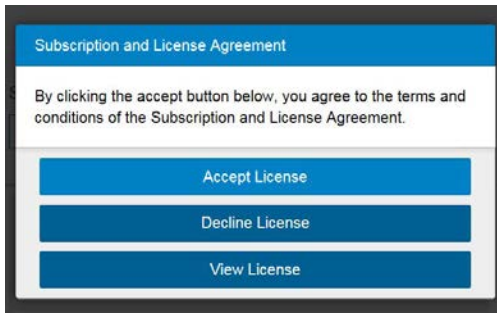 Subscription and License Agreement
By clicking the accept button below, you agree to the terms and
conditions of the Subscription and License Agreement.
Accept License
Decline License
View License